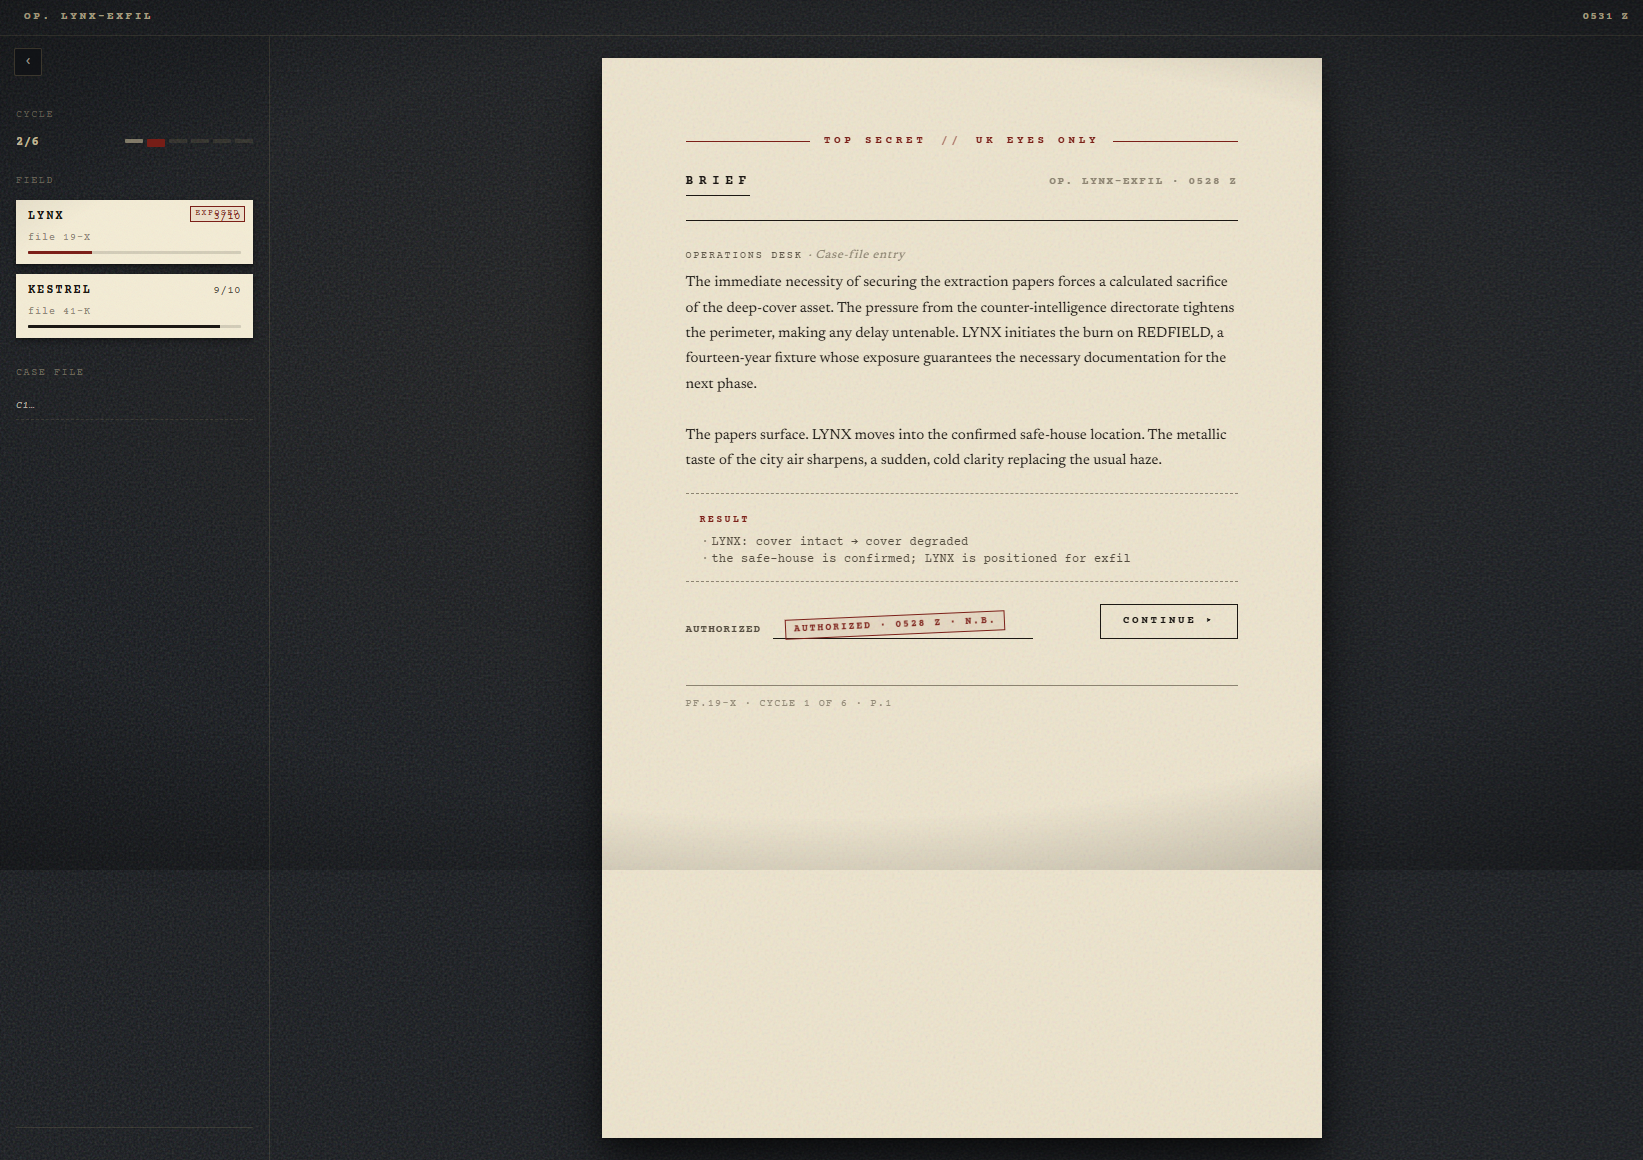 OP. LYNX-EXFIL
0531 Z
‹
CYCLE
2/6
FIELD
LYNX
EXPOSED
3/10
file 19-X
KESTREL
9/10
file 41-K
CASE FILE
C1…
TOP SECRET // UK EYES ONLY
BRIEF
OP. LYNX-EXFIL · 0528 Z
OPERATIONS DESK · Case-file entry
The immediate necessity of securing the extraction papers forces a calculated sacrifice
of the deep-cover asset. The pressure from the counter-intelligence directorate tightens
the perimeter, making any delay untenable. LYNX initiates the burn on REDFIELD, a
fourteen-year fixture whose exposure guarantees the necessary documentation for the
next phase.
The papers surface. LYNX moves into the confirmed safe-house location. The metallic
taste of the city air sharpens, a sudden, cold clarity replacing the usual haze.
RESULT
· LYNX: cover intact → cover degraded
· the safe-house is confirmed; LYNX is positioned for exfil
AUTHORIZED
AUTHORIZED · 0528 Z · N.B.
CONTINUE ▸
PF.19-X · CYCLE 1 OF 6 · P.1